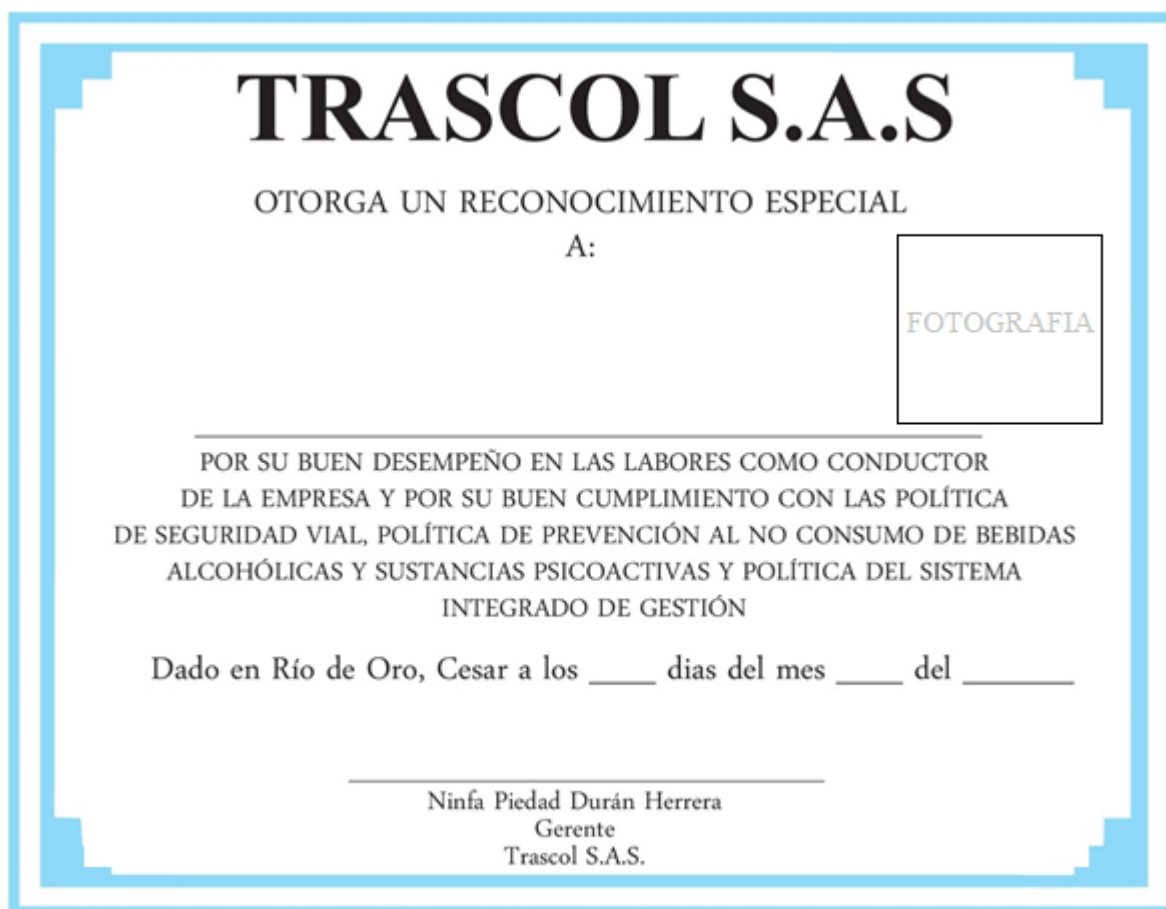 TRASCOL S.A.S
OTORGA UN RECONOCIMIENTO ESPECIAL
A:
FOTOGRAFIA
POR SU BUEN DESEMPEÑO EN LAS LABORES COMO CONDUCTOR
DE LA EMPRESA Y POR SU BUEN CUMPLIMIENTO CON LAS POLÍTICA
DE SEGURIDAD VIAL, POLÍTICA DE PREVENCIÓN AL NO CONSUMO DE BEBIDAS
ALCOHÓLICAS Y SUSTANCIAS PSICOACTIVAS Y POLÍTICA DEL SISTEMA
INTEGRADO DE GESTIÓN
Dado en Río de Oro, Cesar a los ____ dias del mes ____ del _______
Ninfa Piedad Durán Herrera
Gerente
Trascol S.A.S.